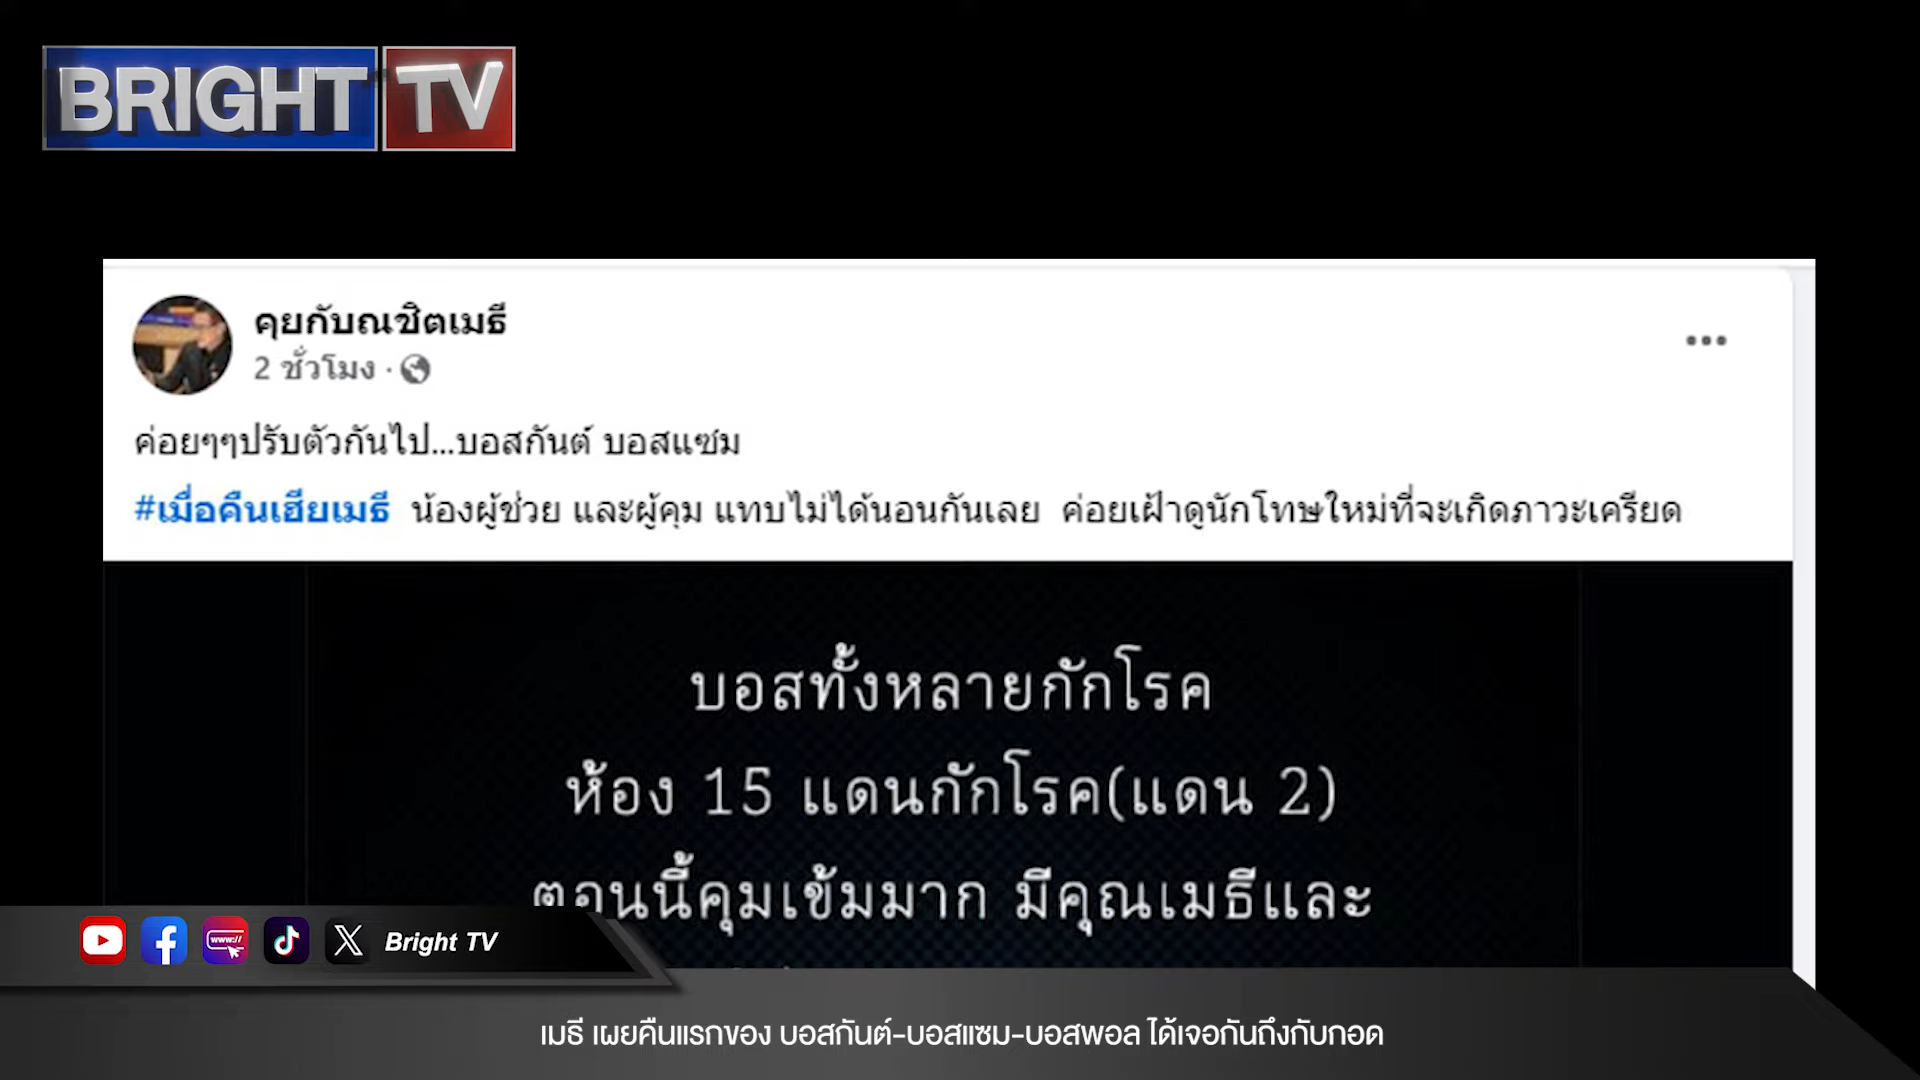 BRIGHT TV
คุยกับณชิตเมธี
2 ชั่วโมง ·
ค่อยๆๆปรับตัวกันไป...บอสกันต์ บอสแซม
#เมื่อคืนเฮียเมธี น้องผู้ช่วย และผู้คุม แทบไม่ได้นอนกันเลย ค่อยเฝ้าดูนักโทษใหม่ที่จะเกิดภาวะเครียด
บอสทั้งหลายกักโรค
ห้อง 15 แดนกักโรค(แดน 2)
ตอนนี้คุมเข้มมาก มีคุณเมธีและ
www://
Bright TV
เมธี เผยคืนแรกของ บอสกันต์-บอสแซม-บอสพอล ได้เจอกันถึงกับกอด